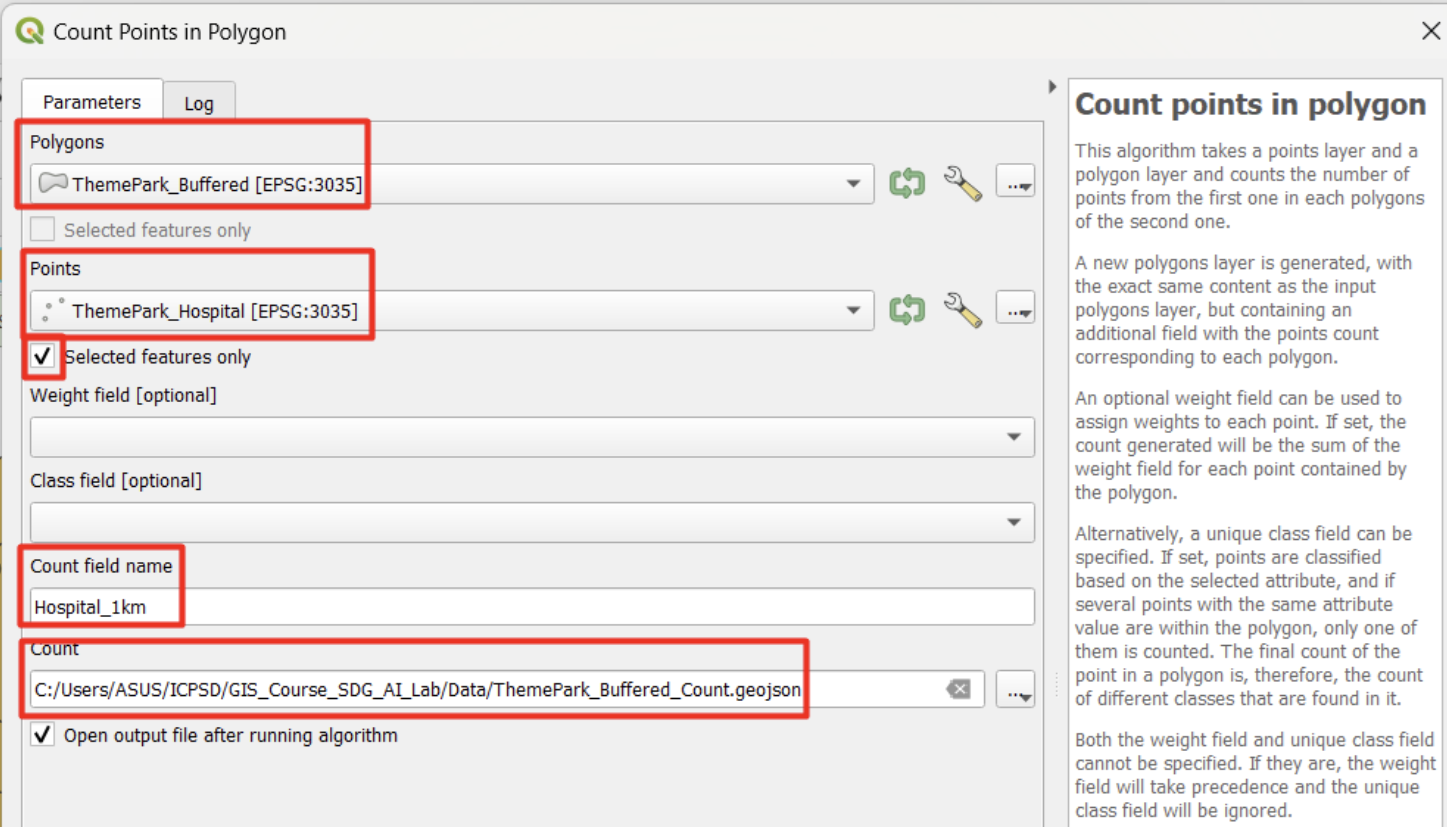 Count Points in Polygon
Parameters
Log
Polygons
ThemePark_Buffered [EPSG:3035]
Selected features only
Points
ThemePark_Hospital [EPSG:3035]
Selected features only
Weight field [optional]
Class field [optional]
Count field name
Hospital_1km
Count
C:/Users/ASUS/ICPSD/GIS_Course_SDG_AI_Lab/Data/ThemePark_Buffered_Count.geojson
Open output file after running algorithm
Count points in polygon
This algorithm takes a points layer and a
polygon layer and counts the number of
points from the first one in each polygons
of the second one.
A new polygons layer is generated, with
the exact same content as the input
polygons layer, but containing an
additional field with the points count
corresponding to each polygon.
An optional weight field can be used to
assign weights to each point. If set, the
count generated will be the sum of the
weight field for each point contained by
the polygon.
Alternatively, a unique class field can be
specified. If set, points are classified
based on the selected attribute, and if
several points with the same attribute
value are within the polygon, only one of
them is counted. The final count of the
point in a polygon is, therefore, the count
of different classes that are found in it.
Both the weight field and unique class field
cannot be specified. If they are, the weight
field will take precedence and the unique
class field will be ignored.